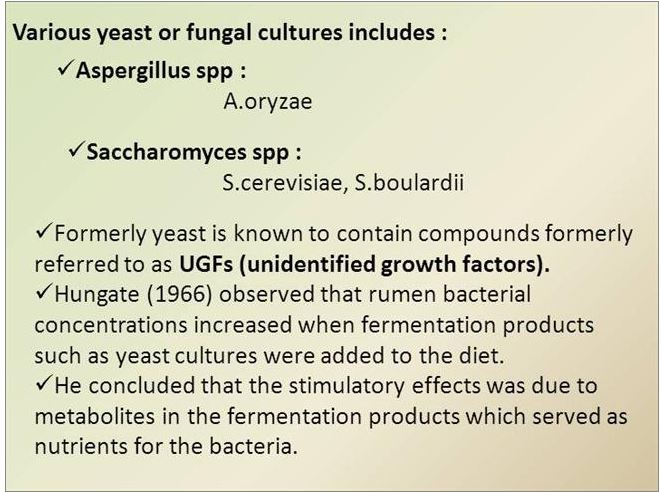 Various yeast or fungal cultures includes :
✓Aspergillus spp :
A.oryzae
✓Saccharomyces spp :
S.cerevisiae, S.boulardii
✓Formerly yeast is known to contain compounds formerly
referred to as UGFs (unidentified growth factors).
✓Hungate (1966) observed that rumen bacterial
concentrations increased when fermentation products
such as yeast cultures were added to the diet.
✓He concluded that the stimulatory effects was due to
metabolites in the fermentation products which served as
nutrients for the bacteria.